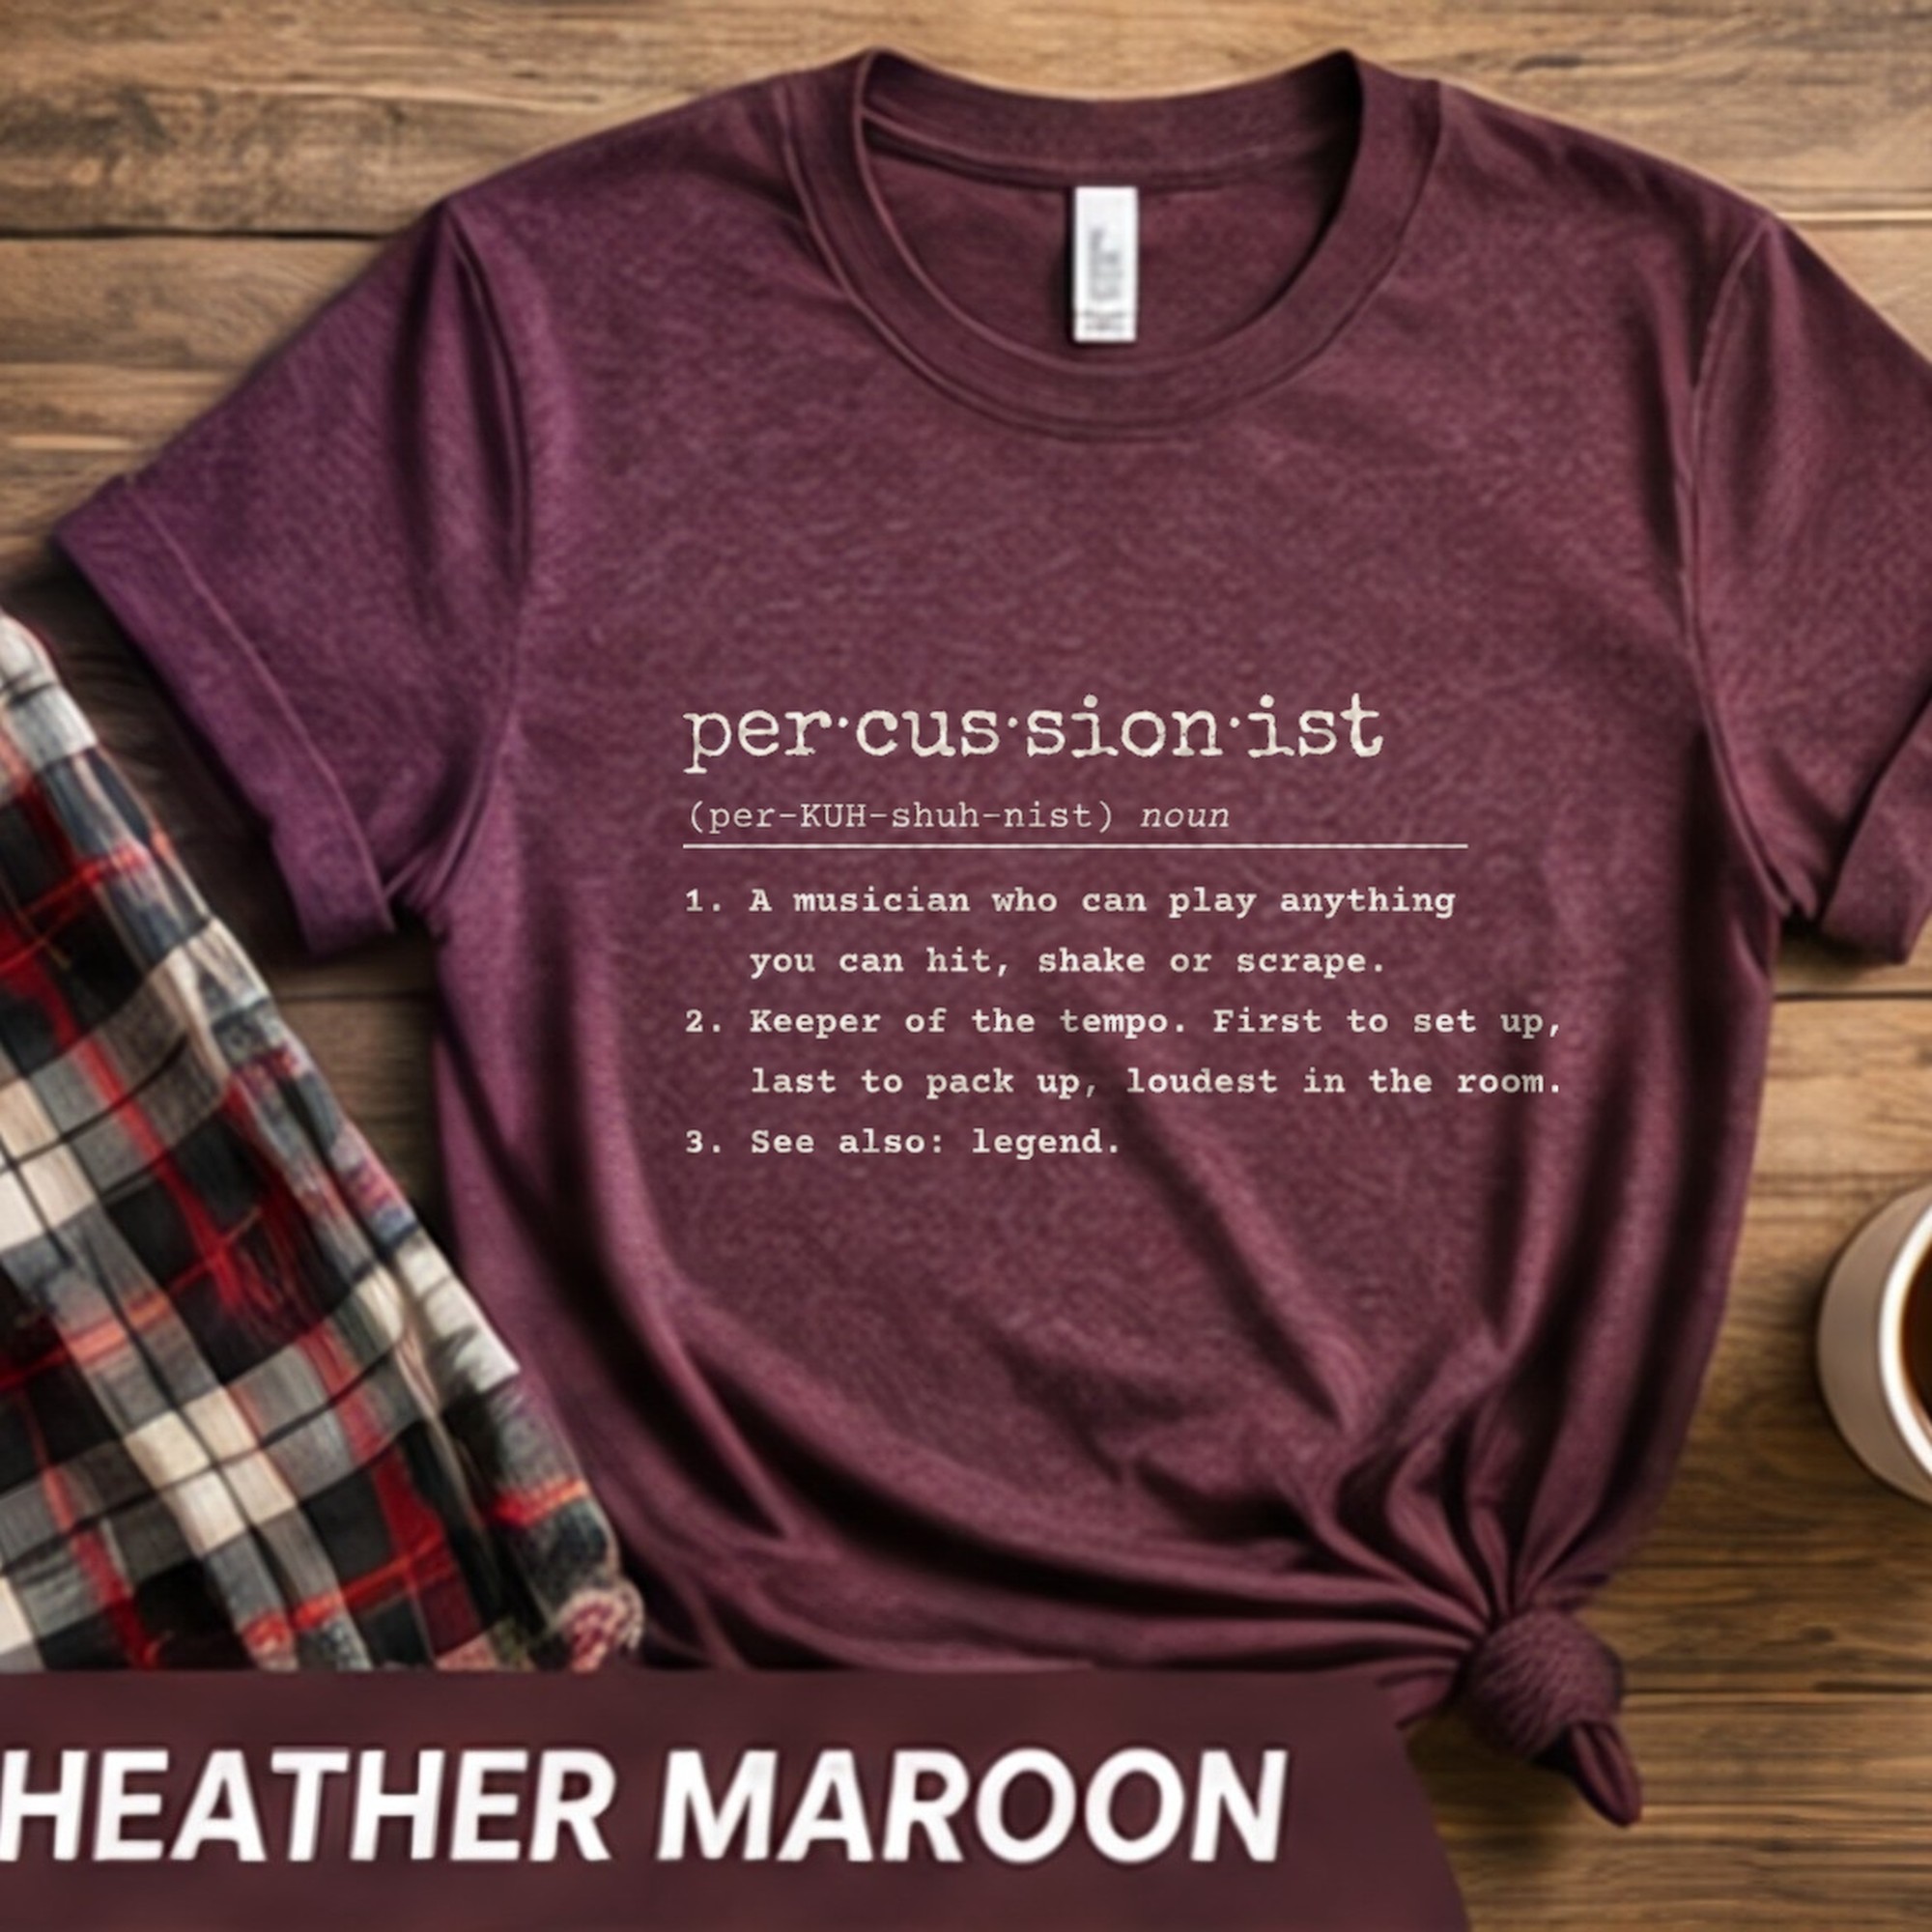 per·cus·sion·ist
(per-KUH-shuh-nist) noun
1. A musician who can play anything
you can hit, shake or scrape.
2. Keeper of the tempo. First to set up,
last to pack up, loudest in the room.
3. See also: legend.
HEATHER MAROON